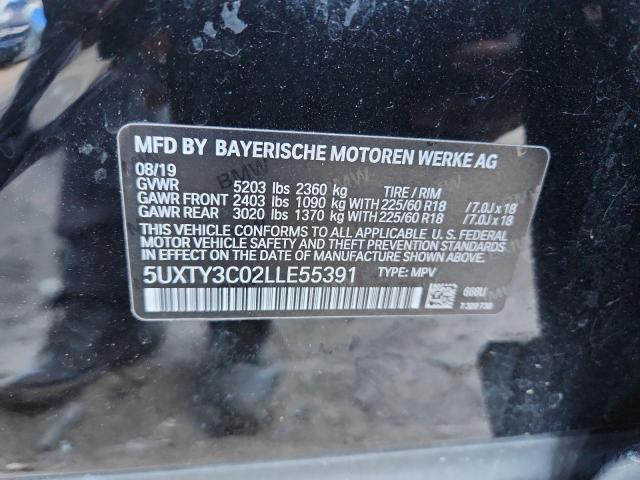 MFD BY BAYERISCHE MOTOREN WERKE AG
08/19
GVWR 5203 lbs 2360 kg TIRE / RIM
GAWR FRONT 2403 lbs 1090 kg WITH 225/60 R18 /7.0J x 18
GAWR REAR 3020 lbs 1370 kg WITH 225/60 R18 /7.0J x 18
THIS VEHICLE CONFORMS TO ALL APPLICABLE U. S. FEDERAL
MOTOR VEHICLE SAFETY AND THEFT PREVENTION STANDARDS
IN EFFECT ON THE DATE OF MANUFACTURE SHOWN ABOVE.
5UXTY3C02LLE55391 TYPE: MPV